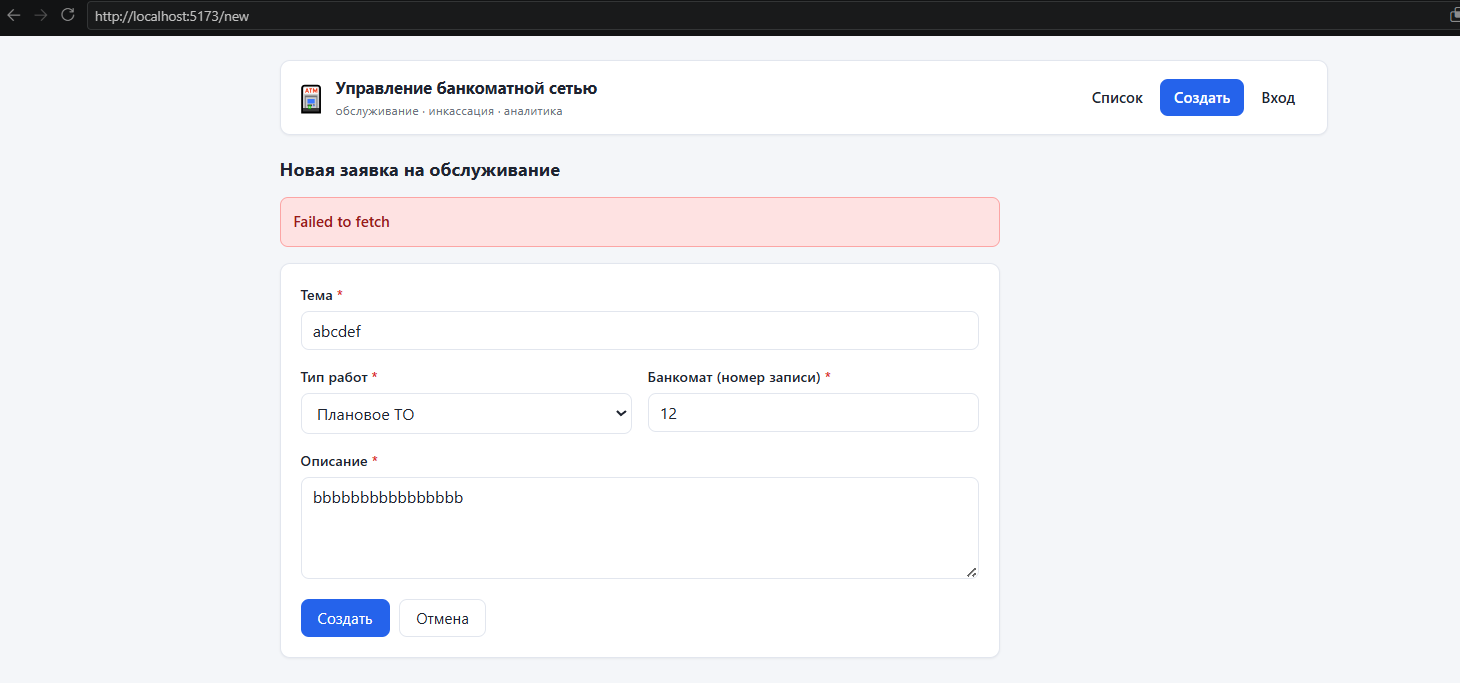 http://localhost:5173/new
ATM
Управление банкоматной сетью
обслуживание · инкассация · аналитика
Список
Создать
Вход
Новая заявка на обслуживание
Failed to fetch
Тема *
abcdef
Тип работ *
Банкомат (номер записи) *
Плановое ТО
12
Описание *
bbbbbbbbbbbbbbbb
Создать
Отмена